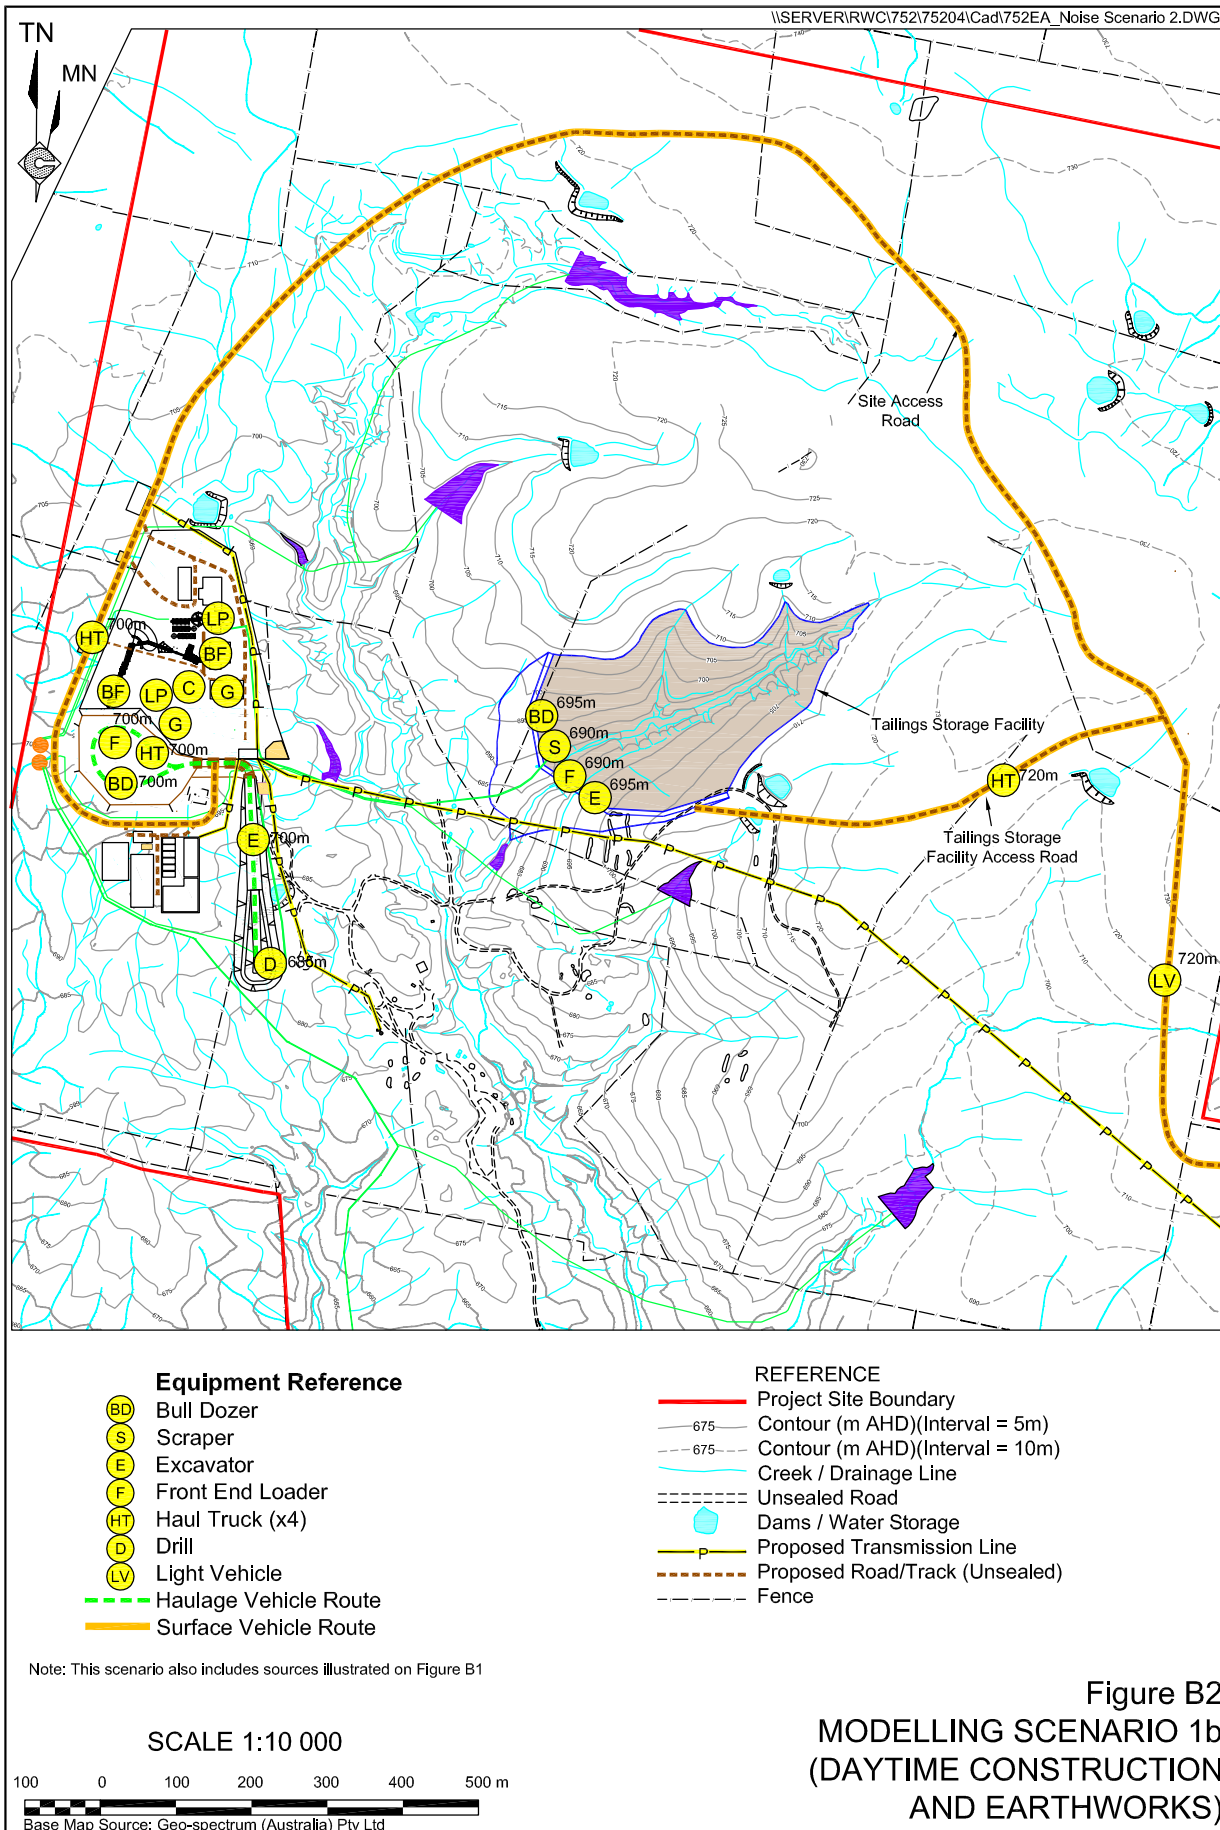 \\SERVER\RWC\752\75204\Cad\752EA_Noise Scenario 2.DWG
TN
MN
Site Access
Road
HT 700m
LP
BF
BF
LP
C
G
G
700m
F
HT 700m
BD 700m
E 700m
D 685m
BD 695m
S 690m
F 690m
E 695m
Tailings Storage Facility
HT 720m
Tailings Storage
Facility Access Road
720m
LV
Equipment Reference
BD Bull Dozer
S Scraper
E Excavator
F Front End Loader
HT Haul Truck (x4)
D Drill
LV Light Vehicle
Haulage Vehicle Route
Surface Vehicle Route
REFERENCE
Project Site Boundary
675 Contour (m AHD)(Interval = 5m)
675 Contour (m AHD)(Interval = 10m)
Creek / Drainage Line
Unsealed Road
Dams / Water Storage
P Proposed Transmission Line
Proposed Road/Track (Unsealed)
Fence
Note: This scenario also includes sources illustrated on Figure B1
SCALE 1:10 000
100 0 100 200 300 400 500 m
Base Map Source: Geo-spectrum (Australia) Pty Ltd
Figure B2
MODELLING SCENARIO 1b
(DAYTIME CONSTRUCTION
AND EARTHWORKS)